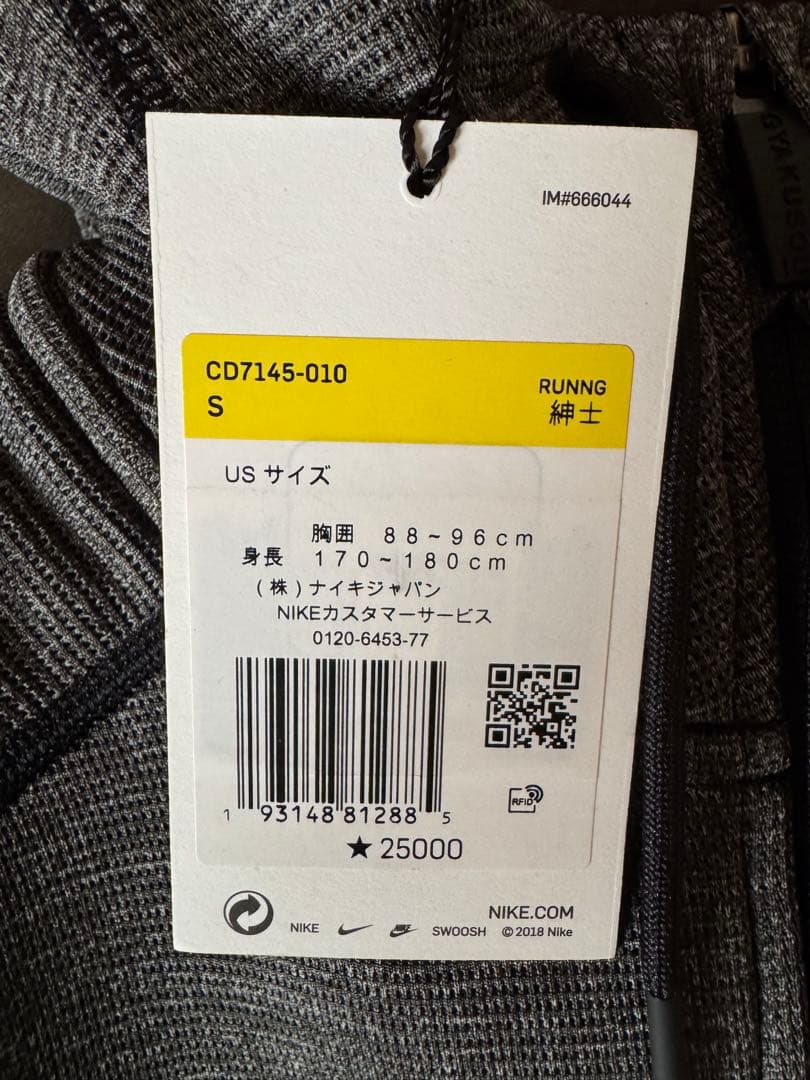 IM#666044
CD7145-010
S
RUNNG
紳士
US サイズ
胸囲 88~96cm
身長 170~180cm
(株)ナイキジャパン
NIKEカスタマーサービス
0120-6453-77
1 93148 81288 5
RFID
★25000
NIKE.COM
NIKE SWOOSH ©2018 Nike
GYAKUSO